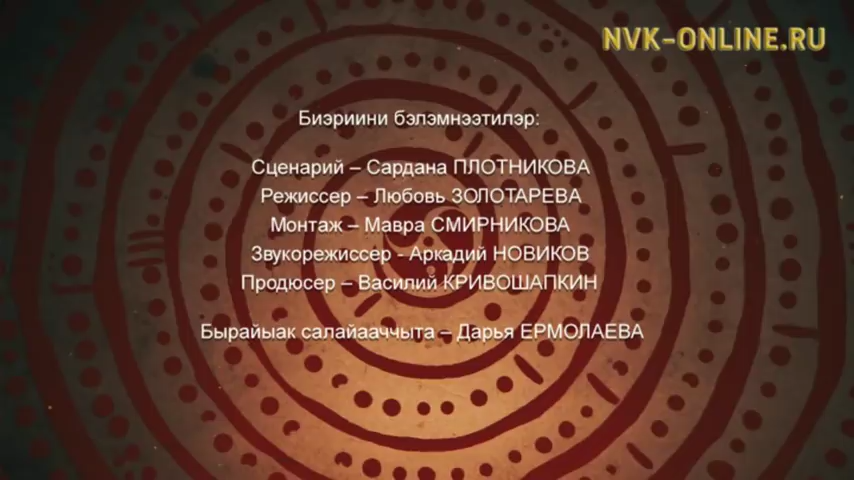 NVK-ONLINE.RU
Биэриини бэлэмнээтилэр:
Сценарий – Сардана ПЛОТНИКОВА
Режиссер – Любовь ЗОЛОТАРЕВА
Монтаж – Мавра СМИРНИКОВА
Звукорежиссер - Аркадий НОВИКОВ
Продюсер – Василий КРИВОШАПКИН
Бырайыак салайааччыта – Дарья ЕРМОЛАЕВА